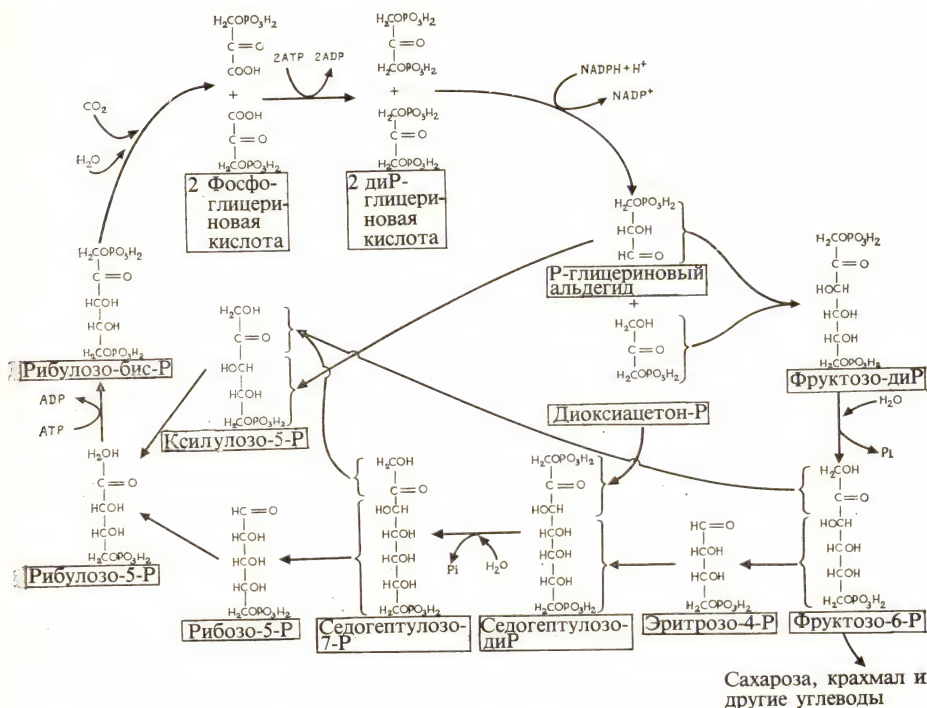 H₂COPO₃H₂
C=O
COOH
+
COOH
C=O
H₂COPO₃H₂
2 Фосфо-
глицери-
новая
кислота
2ATP 2ADP
H₂COPO₃H₂
C=O
H₂COPO₃H₂
+
H₂COPO₃H₂
C=O
H₂COPO₃H₂
2 диР-
глицери-
новая
кислота
NADPH+H⁺
NADP⁺
CO₂
H₂O
H₂COPO₃H₂
HCOH
HC=O
Р-глицериновый
альдегид
+
H₂COH
C=O
H₂COPO₃H₂
Диоксиацетон-Р
H₂COPO₃H₂
C=O
HOCH
HCOH
HCOH
H₂COPO₃H₂
Фруктозо-диР
H₂O
Pi
H₂COPO₃H₂
C=O
HCOH
HCOH
H₂COPO₃H₂
Рибулозо-бис-Р
ADP
ATP
H₂COH
C=O
HOCH
HCOH
H₂COPO₃H₂
Ксилулозо-5-Р
H₂OH
C=O
HCOH
HCOH
H₂COPO₃H₂
Рибулозо-5-Р
HC=O
HCOH
HCOH
HCOH
H₂COPO₃H₂
Рибозо-5-Р
H₂COH
C=O
HOCH
HCOH
HCOH
HCOH
H₂COPO₃H₂
Седогептулозо-
7-Р
Pi
H₂O
H₂COPO₃H₂
C=O
HOCH
HCOH
HCOH
HCOH
H₂COPO₃H₂
Седогептулозо-
диР
HC=O
HCOH
HCOH
H₂COPO₃H₂
Эритрозо-4-Р
H₂COH
C=O
HOCH
HCOH
HCOH
H₂COPO₃H₂
Фруктозо-6-Р
Сахароза, крахмал и
другие углеводы